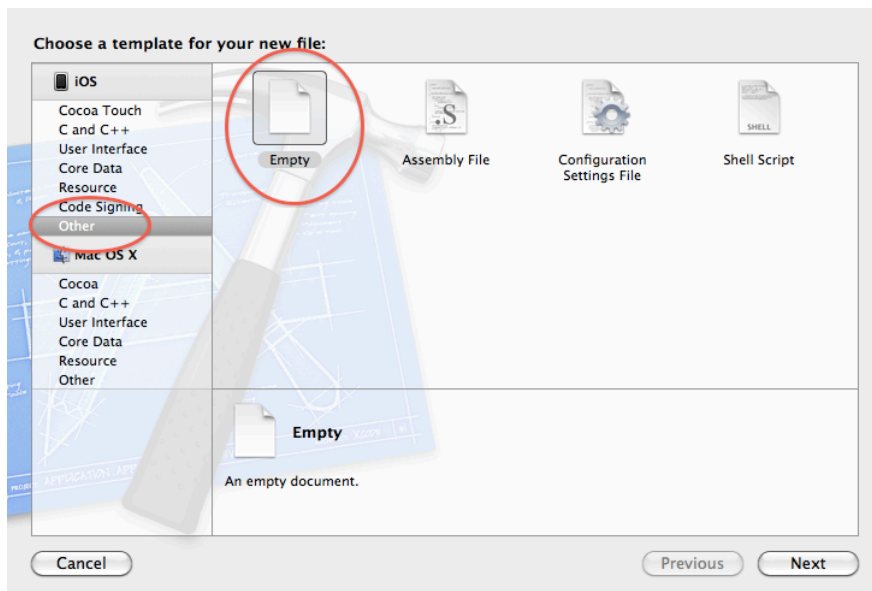 Choose a template for your new file:
iOS
Cocoa Touch
C and C++
User Interface
Core Data
Resource
Code Signing
Other
Mac OS X
Cocoa
C and C++
User Interface
Core Data
Resource
Other
.S
SHELL
Empty
Assembly File
Configuration
Settings File
Shell Script
Empty
XCODE
An empty document.
APPLICATION
Cancel
Previous
Next